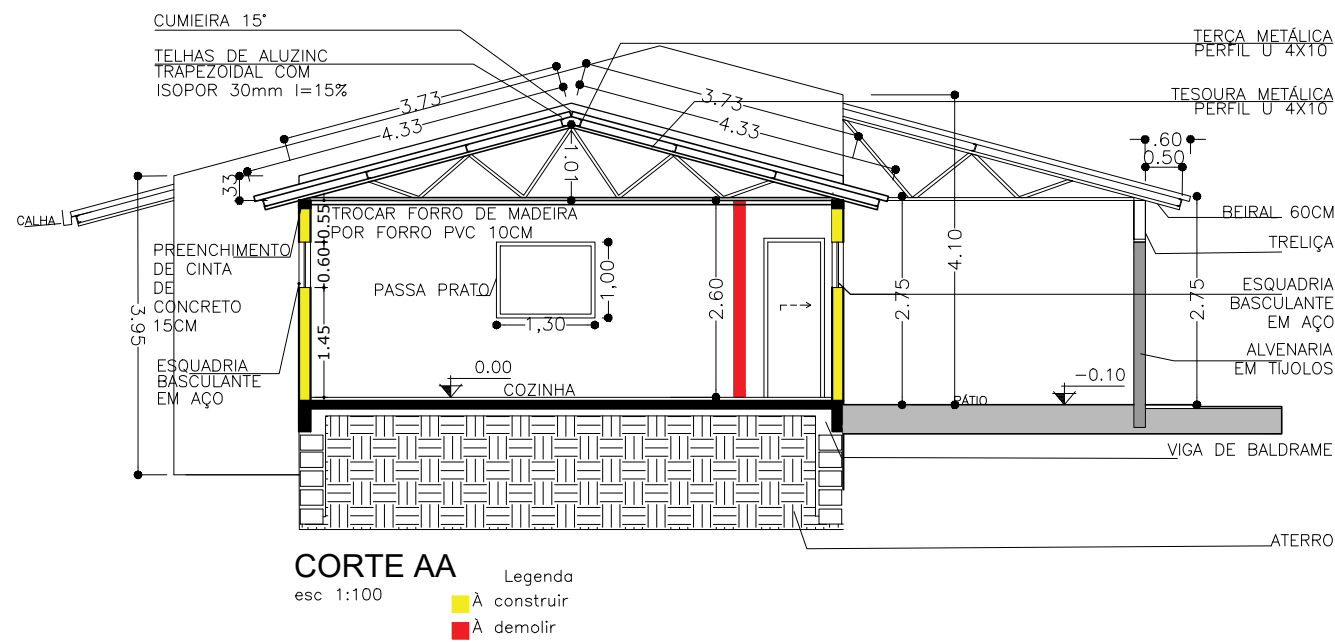 CUMIEIRA 15°
TELHAS DE ALUZINC
TRAPEZOIDAL COM
ISOPOR 30mm I=15%
TERÇA METÁLICA
PERFIL U 4X10
TESOURA METÁLICA
PERFIL U 4X10
3.73
4.33
3.73
4.33
.60
0.50
1.01
.33
CALHA
TROCAR FORRO DE MADEIRA
POR FORRO PVC 10CM
0.55
0.60
1.45
PREENCHIMENTO
DE CINTA
DE
CONCRETO
15CM
3.95
ESQUADRIA
BASCULANTE
EM AÇO
PASSA PRATO
1,00
1,30
2.60
2.75
4.10
2.75
BEIRAL 60CM
TRELIÇA
ESQUADRIA
BASCULANTE
EM AÇO
ALVENARIA
EM TIJOLOS
0.00
COZINHA
-0.10
PÁTIO
VIGA DE BALDRAME
ATERRO
CORTE AA
esc 1:100
Legenda
À construir
À demolir